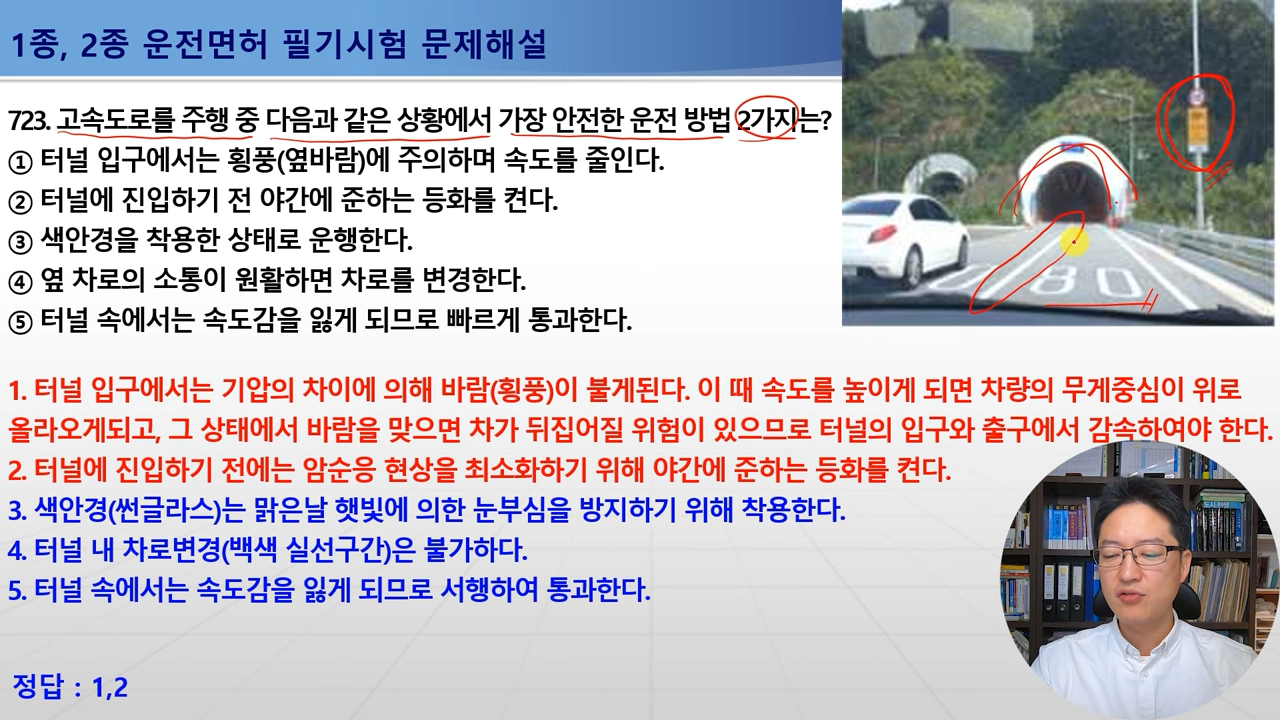 1종, 2종 운전면허 필기시험 문제해설
723. 고속도로를 주행 중 다음과 같은 상황에서 가장 안전한 운전 방법 2가지는?
① 터널 입구에서는 횡풍(옆바람)에 주의하며 속도를 줄인다.
② 터널에 진입하기 전 야간에 준하는 등화를 켠다.
③ 색안경을 착용한 상태로 운행한다.
④ 옆 차로의 소통이 원활하면 차로를 변경한다.
⑤ 터널 속에서는 속도감을 잃게 되므로 빠르게 통과한다.
80
1. 터널 입구에서는 기압의 차이에 의해 바람(횡풍)이 불게된다. 이 때 속도를 높이게 되면 차량의 무게중심이 위로
올라오게되고, 그 상태에서 바람을 맞으면 차가 뒤집어질 위험이 있으므로 터널의 입구와 출구에서 감속하여야 한다.
2. 터널에 진입하기 전에는 암순응 현상을 최소화하기 위해 야간에 준하는 등화를 켠다.
3. 색안경(썬글라스)는 맑은날 햇빛에 의한 눈부심을 방지하기 위해 착용한다.
4. 터널 내 차로변경(백색 실선구간)은 불가하다.
5. 터널 속에서는 속도감을 잃게 되므로 서행하여 통과한다.
정답 : 1,2